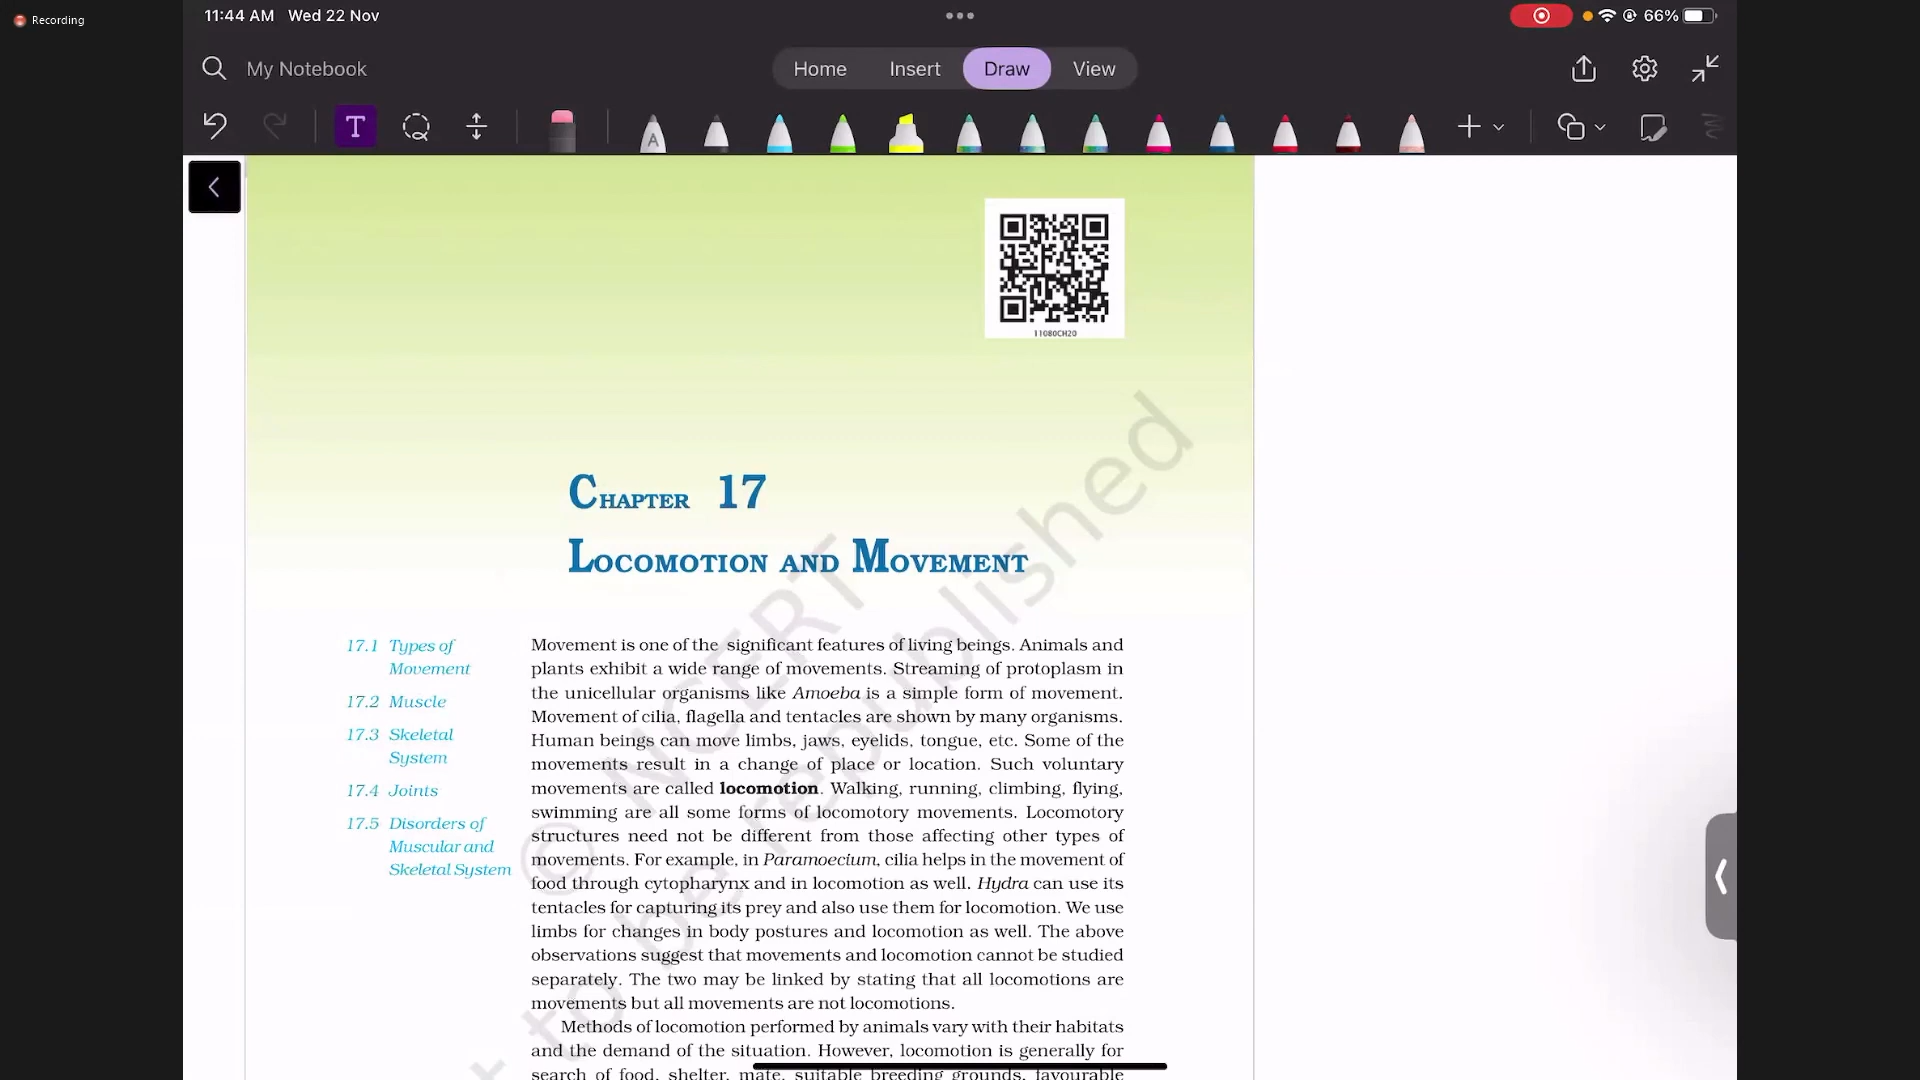 Recording
11:44 AM Wed 22 Nov
66%
My Notebook
Home Insert Draw View
T
A
11080CH20
CHAPTER 17
LOCOMOTION AND MOVEMENT
17.1 Types of
Movement
17.2 Muscle
17.3 Skeletal
System
17.4 Joints
17.5 Disorders of
Muscular and
Skeletal System
Movement is one of the significant features of living beings. Animals and
plants exhibit a wide range of movements. Streaming of protoplasm in
the unicellular organisms like Amoeba is a simple form of movement.
Movement of cilia, flagella and tentacles are shown by many organisms.
Human beings can move limbs, jaws, eyelids, tongue, etc. Some of the
movements result in a change of place or location. Such voluntary
movements are called locomotion. Walking, running, climbing, flying,
swimming are all some forms of locomotory movements. Locomotory
structures need not be different from those affecting other types of
movements. For example, in Paramoecium, cilia helps in the movement of
food through cytopharynx and in locomotion as well. Hydra can use its
tentacles for capturing its prey and also use them for locomotion. We use
limbs for changes in body postures and locomotion as well. The above
observations suggest that movements and locomotion cannot be studied
separately. The two may be linked by stating that all locomotions are
movements but all movements are not locomotions.
Methods of locomotion performed by animals vary with their habitats
and the demand of the situation. However, locomotion is generally for
search of food, shelter, mate, suitable breeding grounds, favourable
© NCERT
to be republished